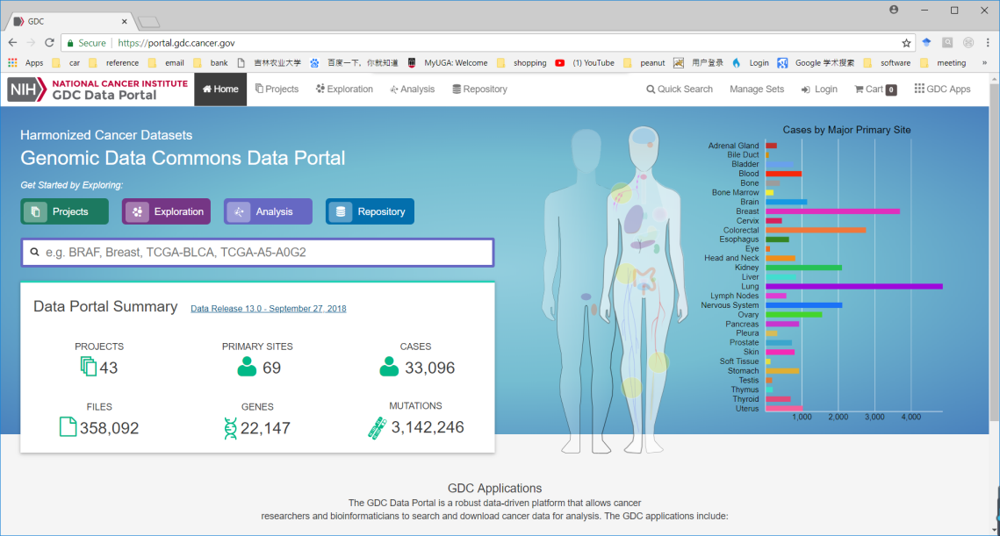 GDC
Secure https://portal.gdc.cancer.gov
Apps car reference email bank 吉林农业大学 百度一下，你就知道 MyUGA: Welcome shopping (1) YouTube peanut 用户登录 Login Google 学术搜索 software meeting »
NIH NATIONAL CANCER INSTITUTE
GDC Data Portal
Home Projects Exploration Analysis Repository Quick Search Manage Sets Login Cart 0 GDC Apps
Harmonized Cancer Datasets
Genomic Data Commons Data Portal
Get Started by Exploring:
Projects Exploration Analysis Repository
e.g. BRAF, Breast, TCGA-BLCA, TCGA-A5-A0G2
Data Portal Summary Data Release 13.0 - September 27, 2018
PROJECTS PRIMARY SITES CASES
43 69 33,096
FILES GENES MUTATIONS
358,092 22,147 3,142,246
Cases by Major Primary Site
Adrenal Gland
Bile Duct
Bladder
Blood
Bone
Bone Marrow
Brain
Breast
Cervix
Colorectal
Esophagus
Eye
Head and Neck
Kidney
Liver
Lung
Lymph Nodes
Nervous System
Ovary
Pancreas
Pleura
Prostate
Skin
Soft Tissue
Stomach
Testis
Thymus
Thyroid
Uterus
1,000 2,000 3,000 4,000
GDC Applications
The GDC Data Portal is a robust data-driven platform that allows cancer
researchers and bioinformaticians to search and download cancer data for analysis. The GDC applications include: